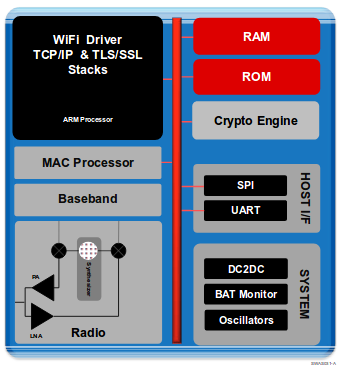 WiFi Driver
TCP/IP & TLS/SSL
Stacks
ARM Processor
MAC Processor
Baseband
Synthesizer
PA
LNA
Radio
RAM
ROM
Crypto Engine
SPI
UART
HOST I/F
DC2DC
BAT Monitor
Oscillators
SYSTEM